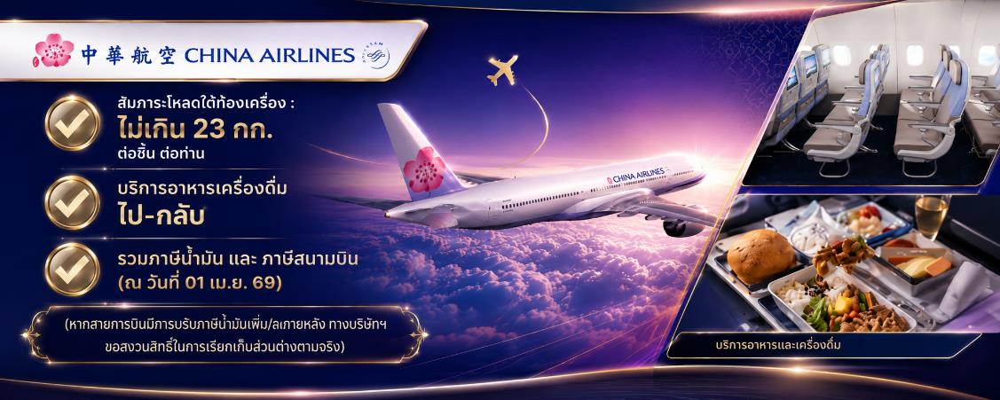 中華航空 CHINA AIRLINES
SKYTEAM
สัมภาระโหลดใต้ท้องเครื่อง :
ไม่เกิน 23 กก.
ต่อชิ้น ต่อท่าน
บริการอาหารเครื่องดื่ม
ไป-กลับ
รวมภาษีน้ำมัน และ ภาษีสนามบิน
(ณ วันที่ 01 เม.ย. 69)
(หากสายการบินมีการปรับภาษีน้ำมันเพิ่ม/ลภายหลัง ทางบริษัทฯ
ขอสงวนสิทธิ์ในการเรียกเก็บส่วนต่างตามจริง)
CHINA AIRLINES
บริการอาหารและเครื่องดื่ม